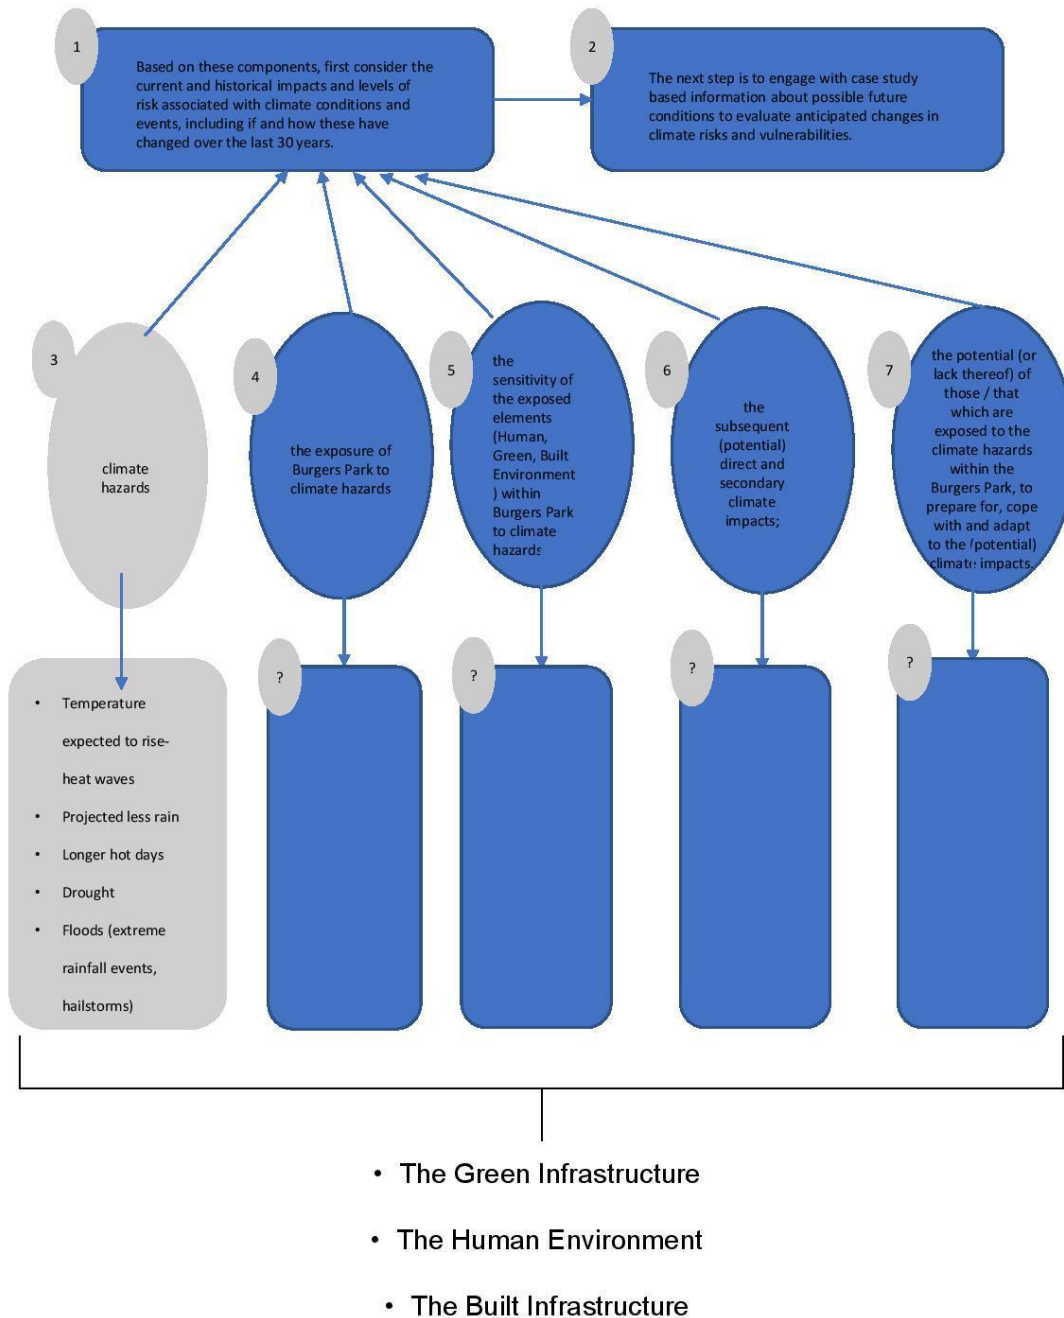 1
Based on these components, first consider the
current and historical impacts and levels of
risk associated with climate conditions and
events, including if and how these have
changed over the last 30 years.
2
The next step is to engage with case study
based information about possible future
conditions to evaluate anticipated changes in
climate risks and vulnerabilities.
3
climate
hazards
4
the exposure of
Burgers Park to
climate hazards
5
the
sensitivity of
the exposed
elements
(Human,
Green, Built
Environment
) within
Burgers Park
to climate
hazards
6
the
subsequent
(potential)
direct and
secondary
climate
impacts;
7
the potential (or
lack thereof) of
those / that
which are
exposed to the
climate hazards
within the
Burgers Park, to
prepare for, cope
with and adapt
to the (potential)
climate impacts.
• Temperature
expected to rise-
heat waves
• Projected less rain
• Longer hot days
• Drought
• Floods (extreme
rainfall events,
hailstorms)
?
?
?
?
• The Green Infrastructure
• The Human Environment
• The Built Infrastructure